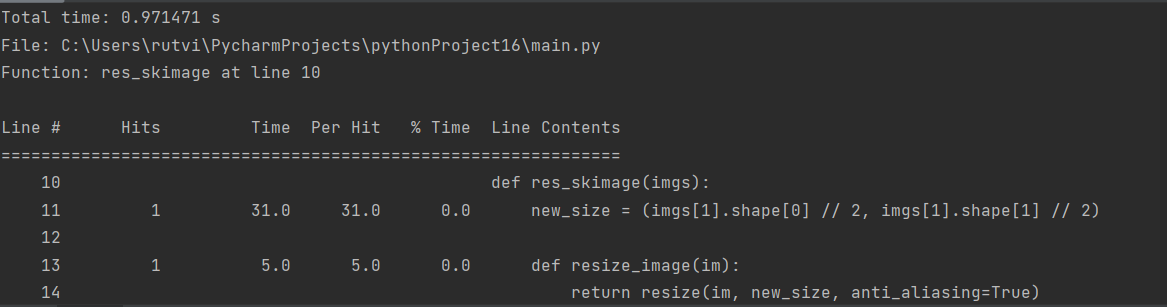 Total time: 0.971471 s
File: C:\Users\rutvi\PycharmProjects\pythonProject16\main.py
Function: res_skimage at line 10
Line #      Hits         Time  Per Hit   % Time  Line Contents
==============================================================
    10                                           def res_skimage(imgs):
    11         1         31.0     31.0      0.0      new_size = (imgs[1].shape[0] // 2, imgs[1].shape[1] // 2)
    12
    13         1          5.0      5.0      0.0      def resize_image(im):
    14                                                   return resize(im, new_size, anti_aliasing=True)